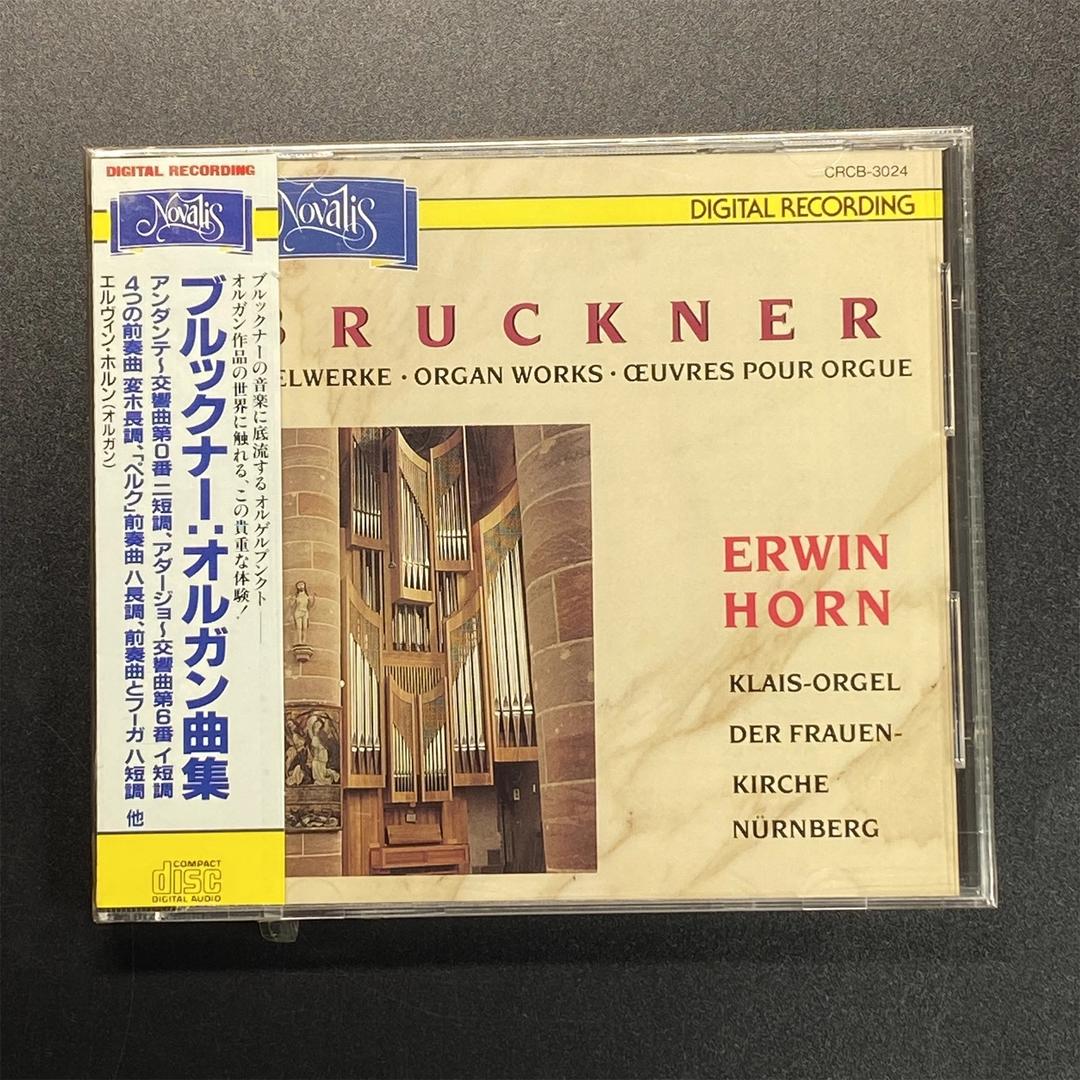 DIGITAL RECORDING
Novalis
ブルックナーの音楽に底流するオルゲルプンクト——
オルガン作品の世界に触れる、この貴重な体験！
ブルックナー：オルガン曲集
アンダンテ〜交響曲第0番 ニ短調、アダージョ〜交響曲第6番 イ短調
4つの前奏曲 変ホ長調、「ペルク」前奏曲 ハ長調、前奏曲とフーガ ハ短調 他
エルヴィン・ホルン（オルガン）
COMPACT
disc
DIGITAL AUDIO
CRCB-3024
Novalis
DIGITAL RECORDING
BRUCKNER
ELWERKE · ORGAN WORKS · ŒUVRES POUR ORGUE
ERWIN
HORN
KLAIS-ORGEL
DER FRAUEN-
KIRCHE
NÜRNBERG